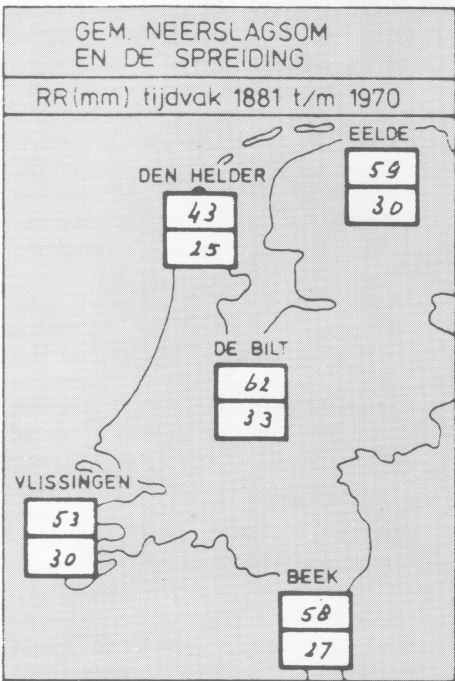 GEM. NEERSLAGSOM
EN DE SPREIDING
RR(mm) tijdvak 1881 t/m 1970
EELDE
59
30
DEN HELDER
43
25
DE BILT
62
33
VLISSINGEN
53
30
BEEK
58
27